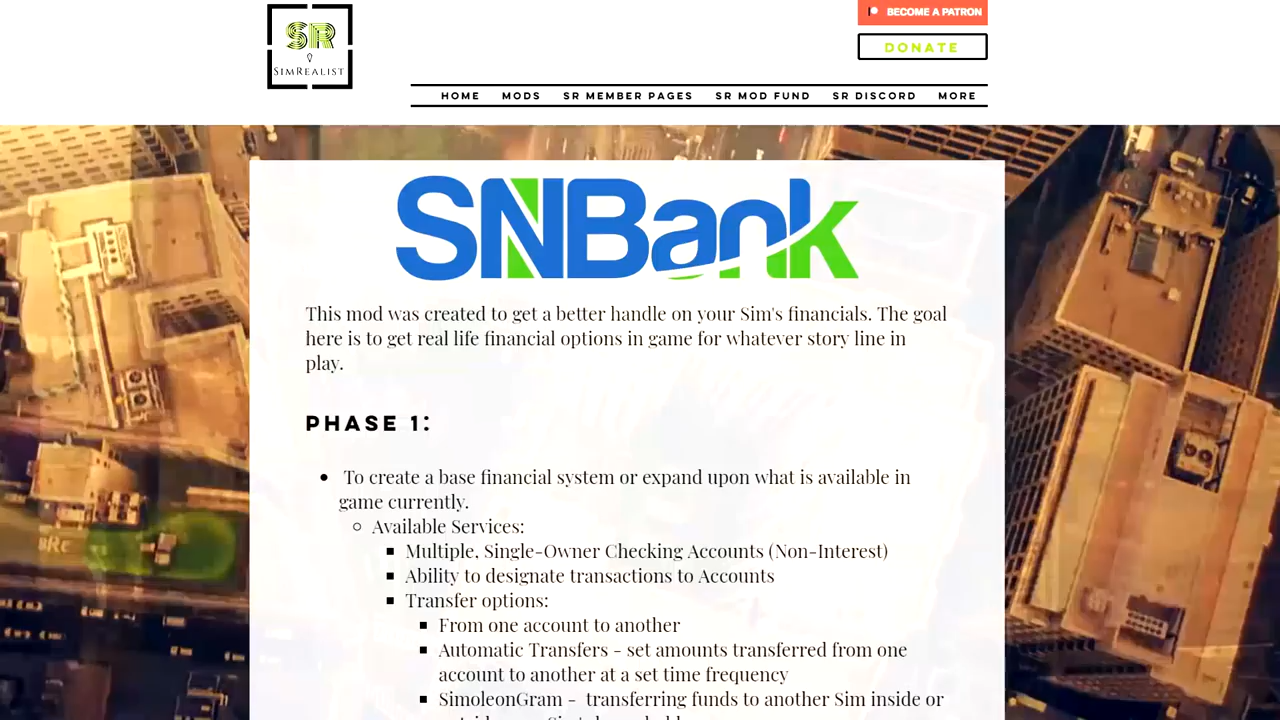 SR
SIMREALIST
BECOME A PATRON
DONATE
HOME MODS SR MEMBER PAGES SR MOD FUND SR DISCORD MORE
SNBank
This mod was created to get a better handle on your Sim's financials. The goal
here is to get real life financial options in game for whatever story line in
play.
PHASE 1:
To create a base financial system or expand upon what is available in
game currently.
Available Services:
Multiple, Single-Owner Checking Accounts (Non-Interest)
Ability to designate transactions to Accounts
Transfer options:
From one account to another
Automatic Transfers - set amounts transferred from one
account to another at a set time frequency
SimoleonGram - transferring funds to another Sim inside or